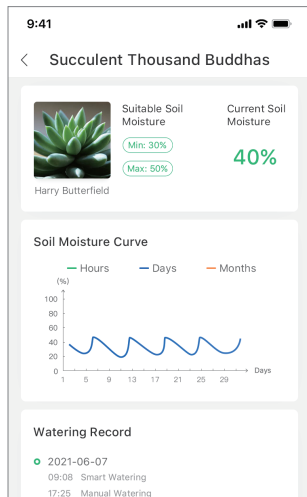 9:41
Succulent Thousand Buddhas
Suitable Soil
Moisture
Min: 30%
Max: 50%
Current Soil
Moisture
40%
Harry Butterfield
Soil Moisture Curve
Hours Days Months
(%)
100
80
60
40
20
0
1 5 9 13 17 21 25 29 Days
Watering Record
2021-06-07
09:08 Smart Watering
17:25 Manual Watering